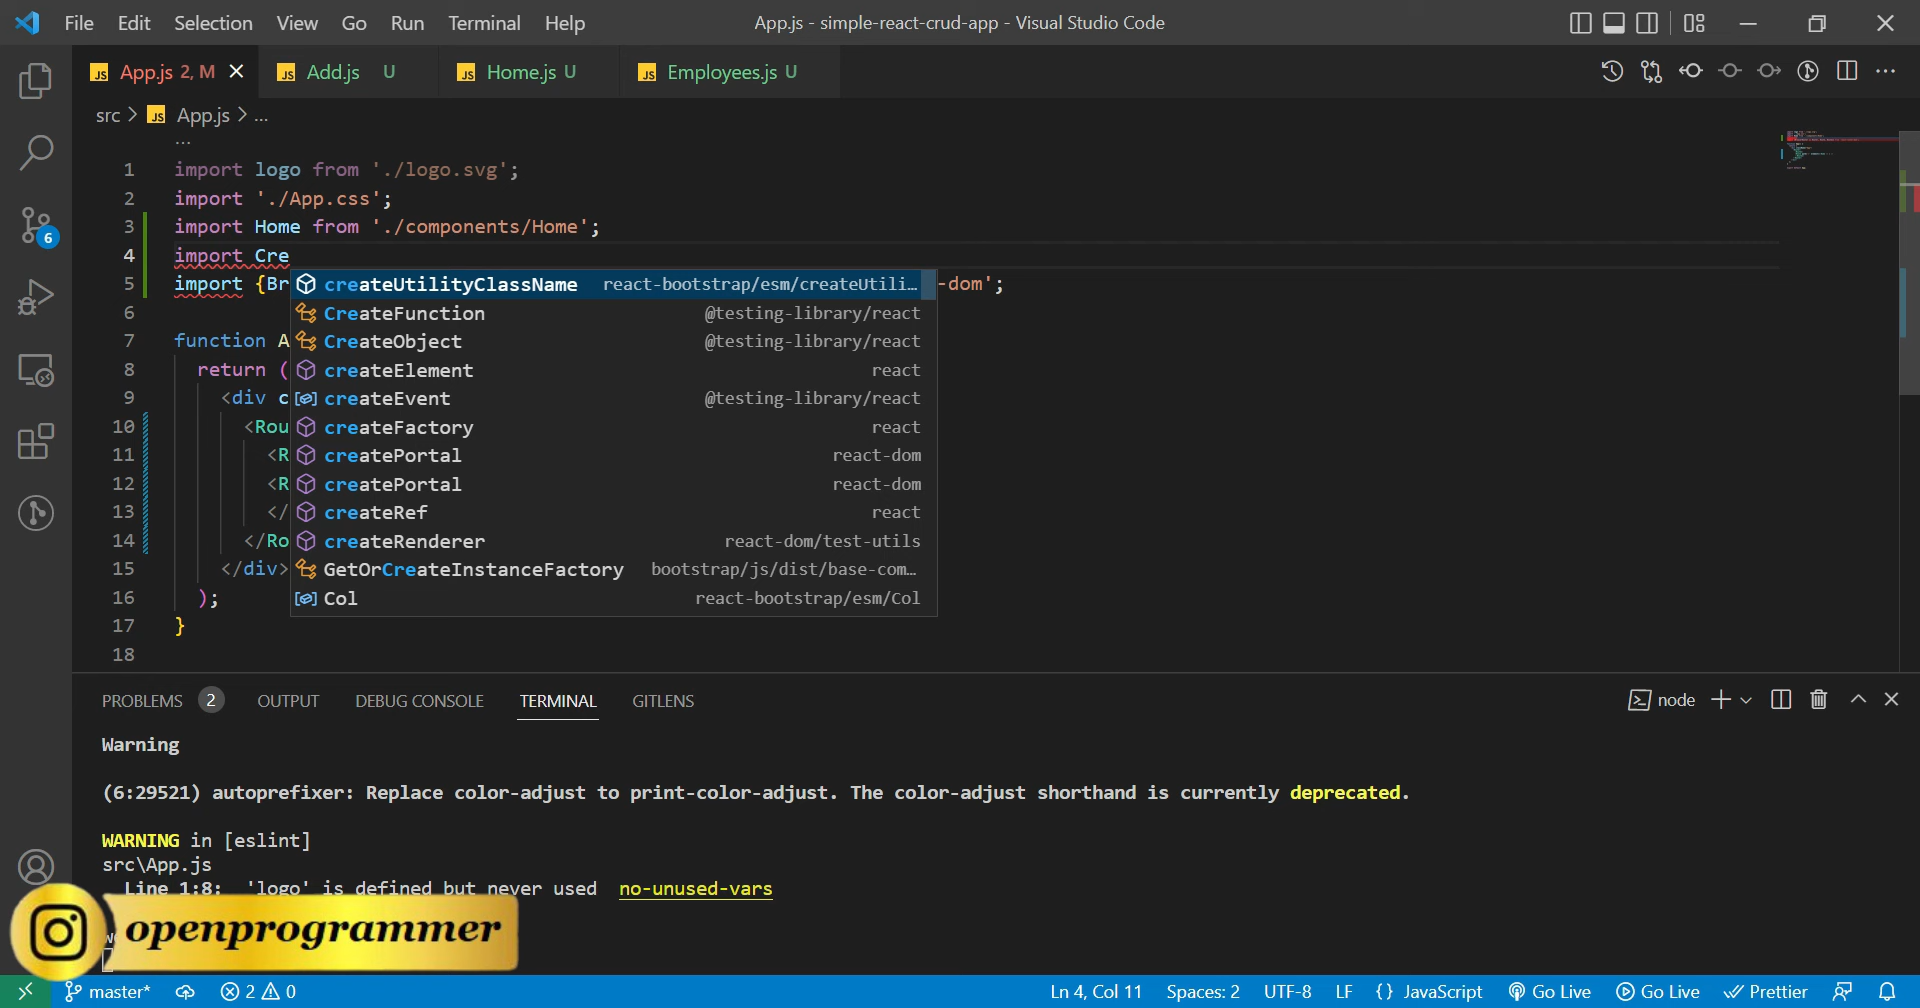 File Edit Selection View Go Run Terminal Help App.js - simple-react-crud-app - Visual Studio Code
JS App.js 2, M JS Add.js U JS Home.js U JS Employees.js U
src > JS App.js > ...
...
1 import logo from './logo.svg';
2 import './App.css';
3 import Home from './components/Home';
4 import Cre
5 import {Br -dom';
createUtilityClassName react-bootstrap/esm/createUtili...
6 CreateFunction @testing-library/react
7 function A CreateObject @testing-library/react
8 return ( createElement react
9 <div c createEvent @testing-library/react
10 <Rou createFactory react
11 <R createPortal react-dom
12 <R createPortal react-dom
13 </ createRef react
14 </Ro createRenderer react-dom/test-utils
15 </div> GetOrCreateInstanceFactory bootstrap/js/dist/base-com...
16 ); Col react-bootstrap/esm/Col
17 }
18
PROBLEMS 2 OUTPUT DEBUG CONSOLE TERMINAL GITLENS node
6
Warning
(6:29521) autoprefixer: Replace color-adjust to print-color-adjust. The color-adjust shorthand is currently deprecated.
WARNING in [eslint]
src\App.js
Line 1:8: 'logo' is defined but never used no-unused-vars
openprogrammer
master* 2 0 Ln 4, Col 11 Spaces: 2 UTF-8 LF {} JavaScript Go Live Go Live Prettier